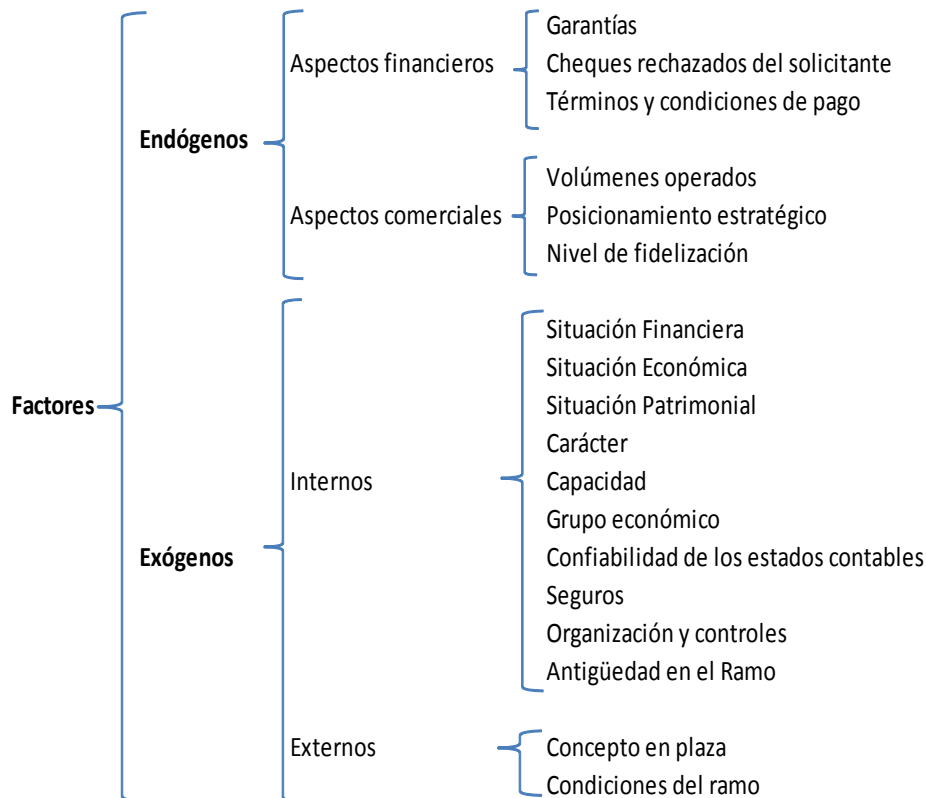 Factores
Endógenos
Aspectos financieros
Garantías
Cheques rechazados del solicitante
Términos y condiciones de pago
Aspectos comerciales
Volúmenes operados
Posicionamiento estratégico
Nivel de fidelización
Exógenos
Internos
Situación Financiera
Situación Económica
Situación Patrimonial
Carácter
Capacidad
Grupo económico
Confiabilidad de los estados contables
Seguros
Organización y controles
Antigüedad en el Ramo
Externos
Concepto en plaza
Condiciones del ramo